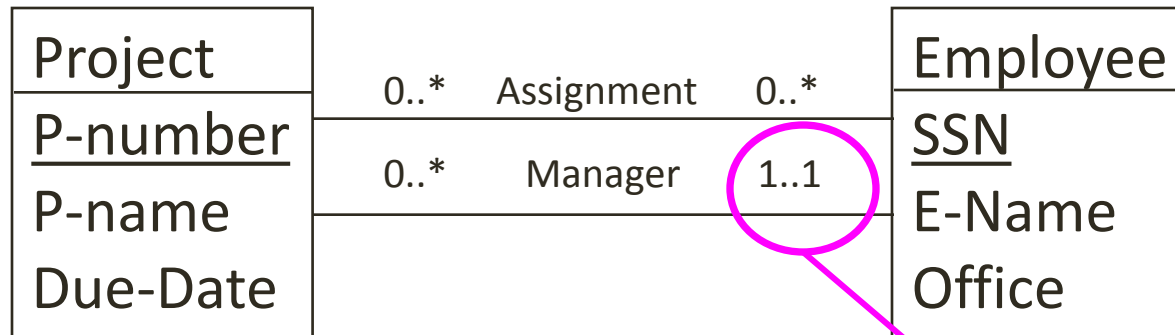 Project
P-number
P-name
Due-Date
0..* Assignment 0..*
0..* Manager 1..1
Employee
SSN
E-Name
Office